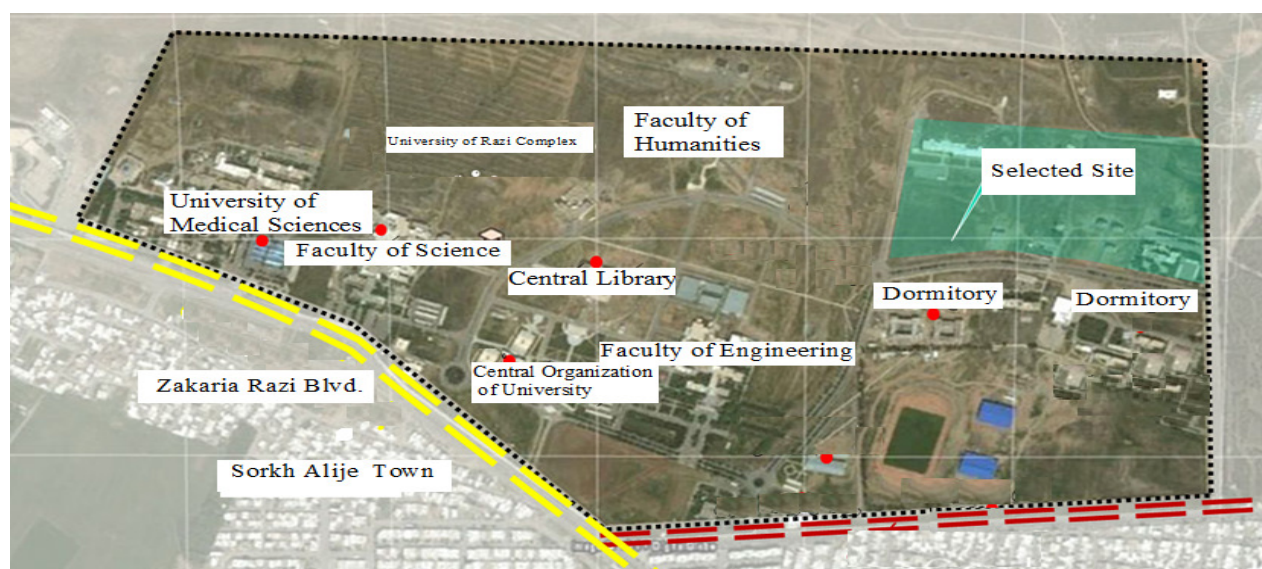 Faculty of
Humanities
University of Razi Complex
Selected Site
University of
Medical Sciences
Faculty of Science
Central Library
Dormitory
Dormitory
Faculty of Engineering
Central Organization
of University
Zakaria Razi Blvd.
Sorkh Alije Town